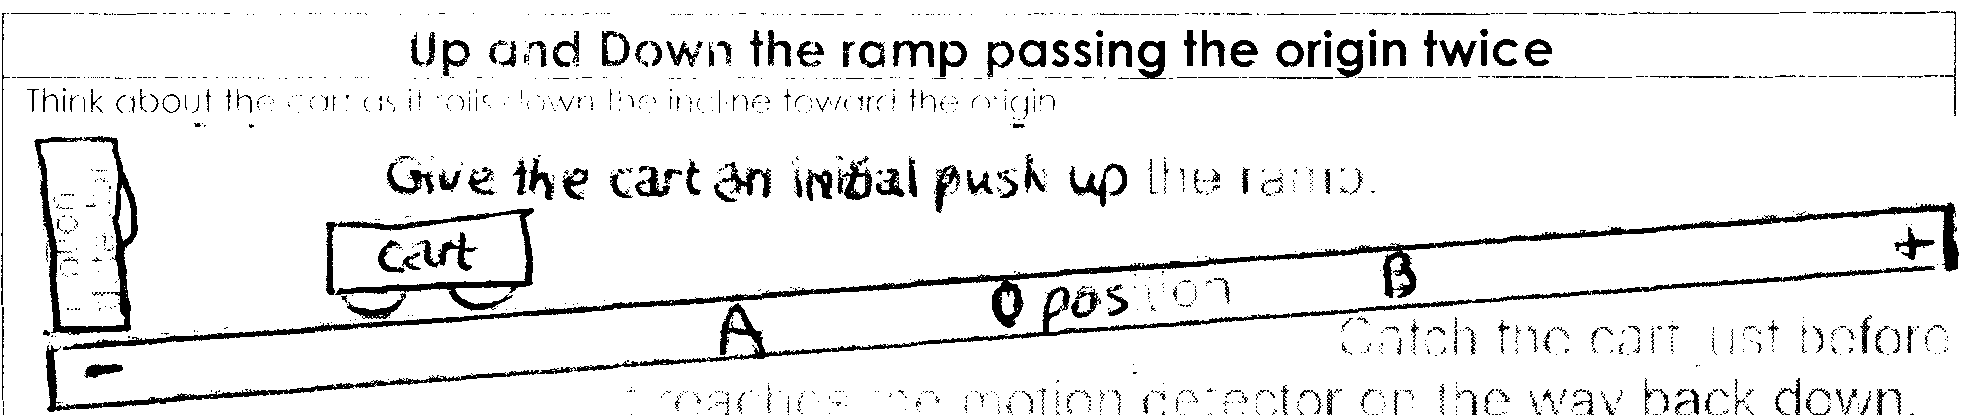 Up and Down the ramp passing the origin twice
Think about the cart as it rolls down the incline toward the origin
Give the cart an initial push up the ramp.
cart
+
B
0 position
A
-
Catch the cart just before
it reaches the motion detector on the way back down.